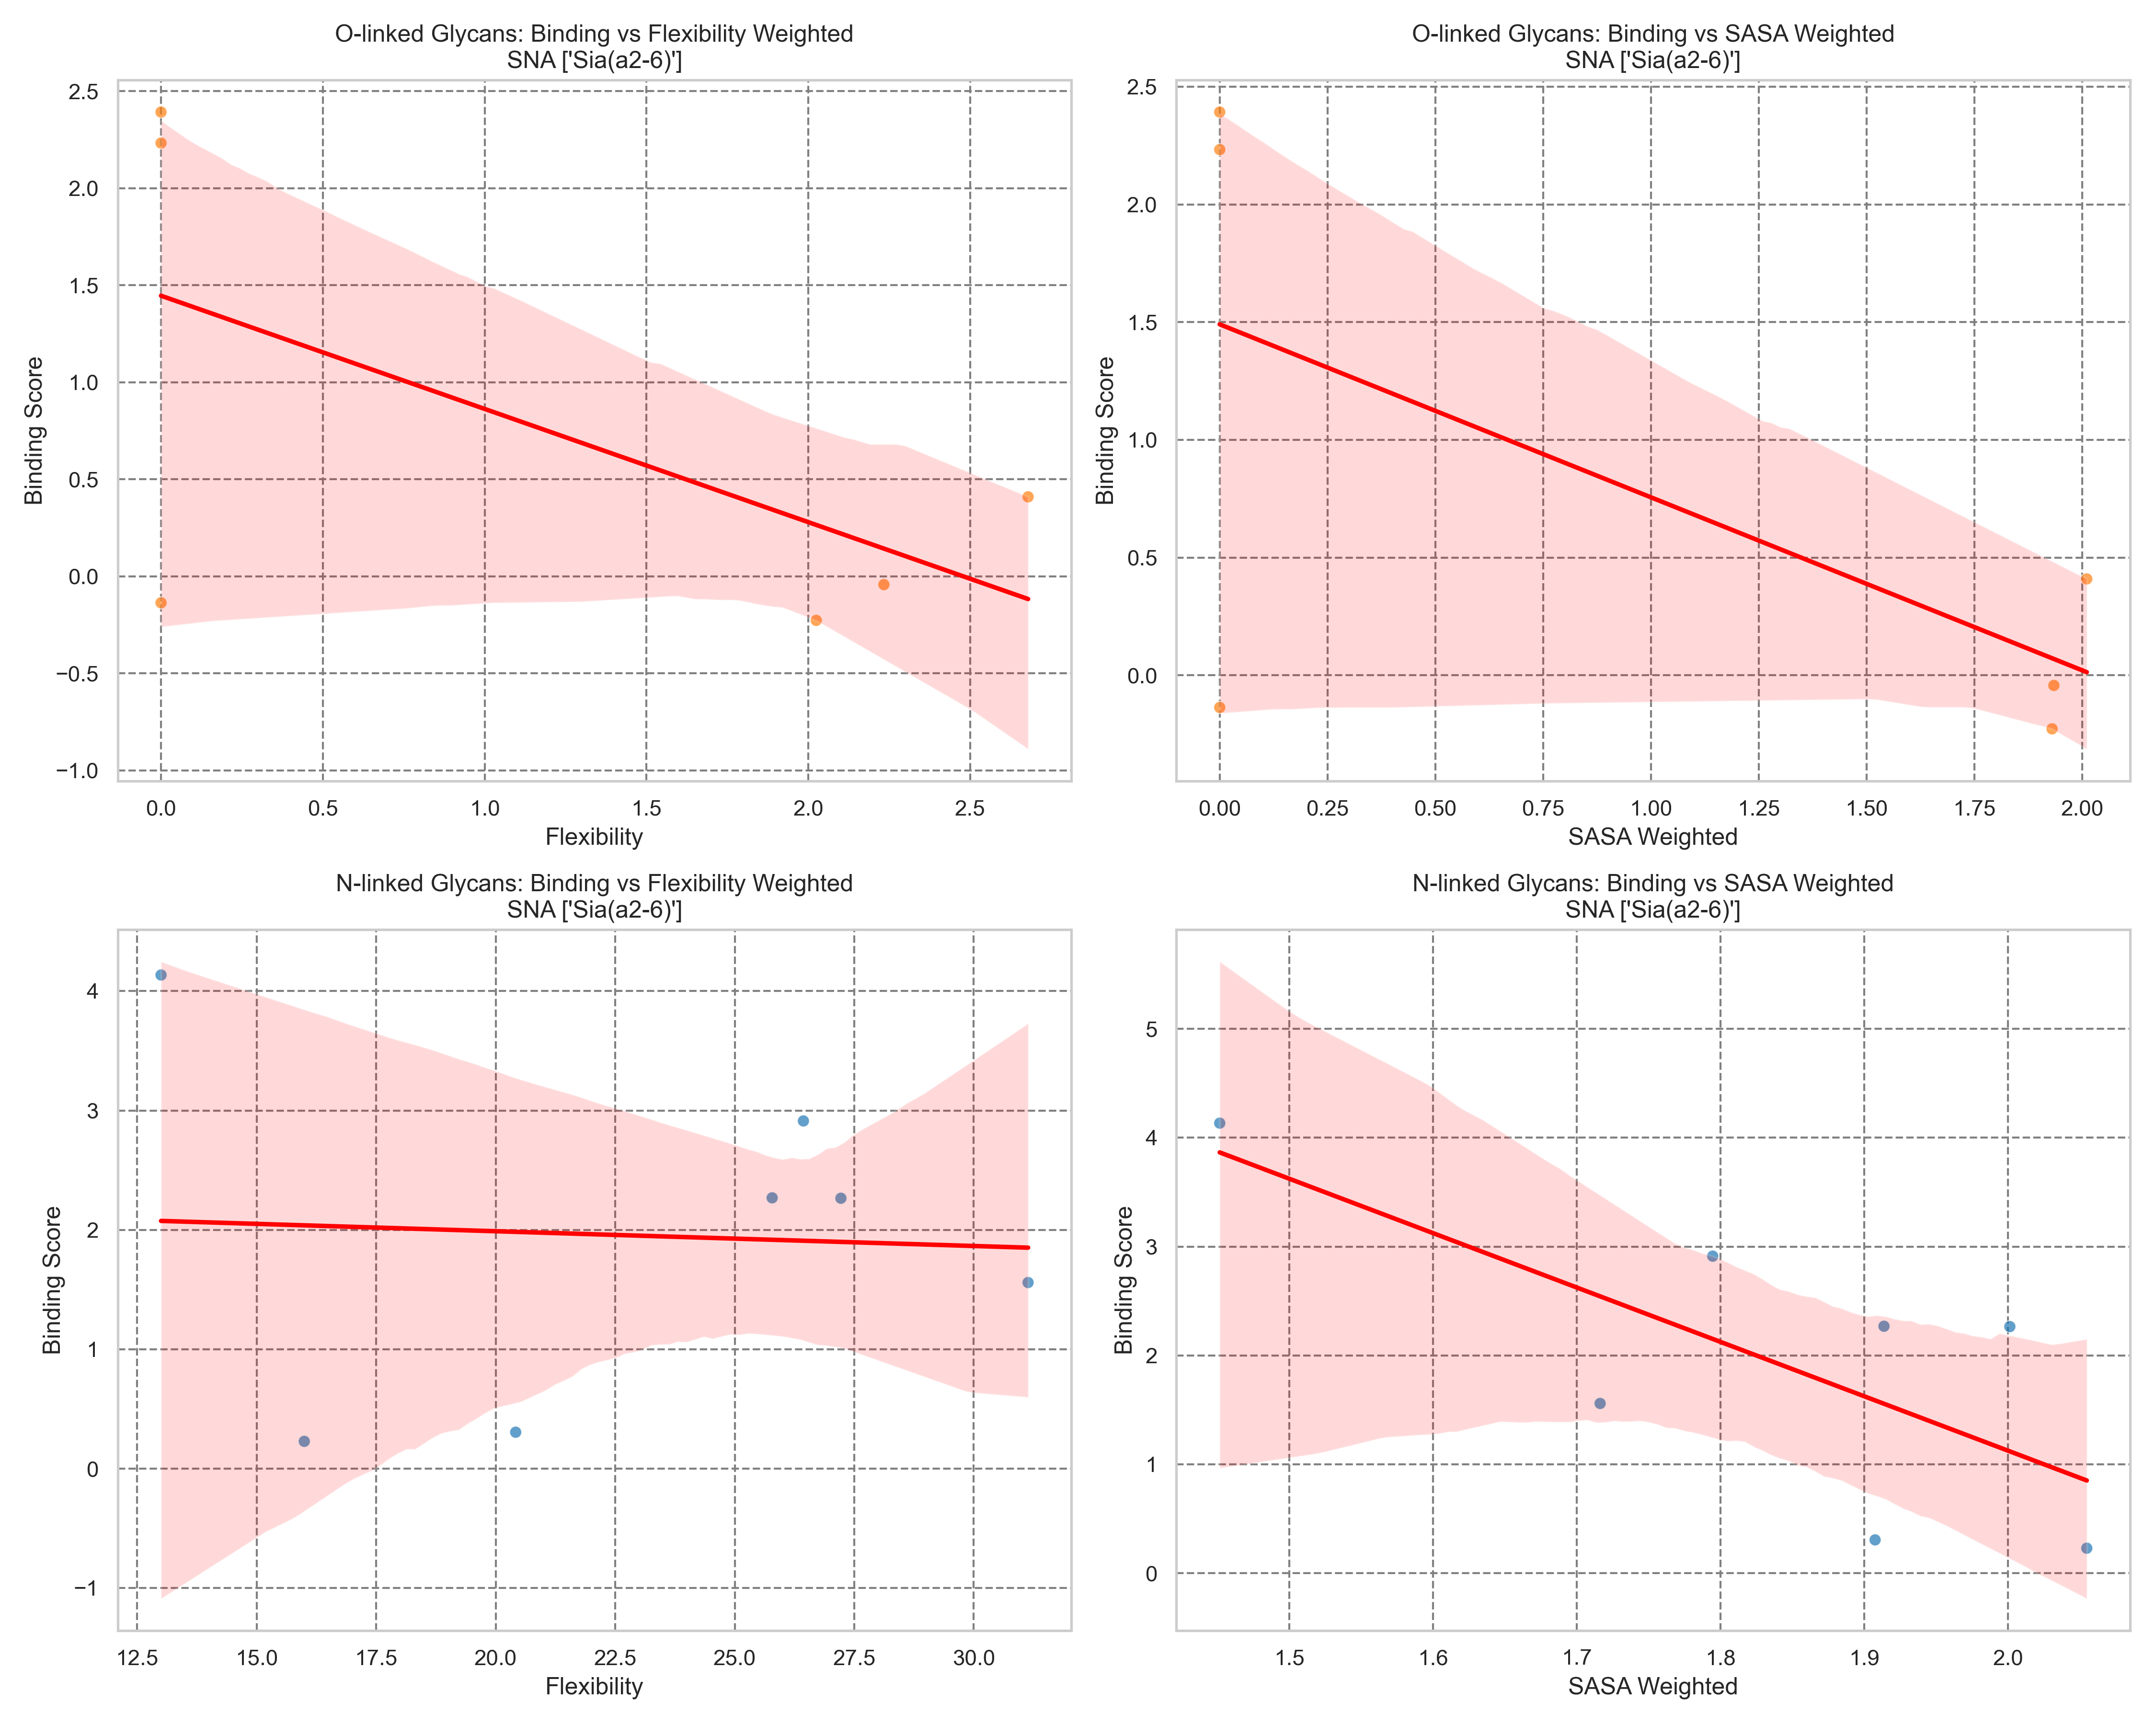 O-linked Glycans: Binding vs Flexibility Weighted
SNA ['Sia(a2-6)']
2.5
2.0
1.5
1.0
0.5
0.0
−0.5
−1.0
Binding Score
0.0 0.5 1.0 1.5 2.0 2.5
Flexibility
O-linked Glycans: Binding vs SASA Weighted
SNA ['Sia(a2-6)']
2.5
2.0
1.5
1.0
0.5
0.0
Binding Score
0.00 0.25 0.50 0.75 1.00 1.25 1.50 1.75 2.00
SASA Weighted
N-linked Glycans: Binding vs Flexibility Weighted
SNA ['Sia(a2-6)']
4
3
2
1
0
−1
Binding Score
12.5 15.0 17.5 20.0 22.5 25.0 27.5 30.0
Flexibility
N-linked Glycans: Binding vs SASA Weighted
SNA ['Sia(a2-6)']
5
4
3
2
1
0
Binding Score
1.5 1.6 1.7 1.8 1.9 2.0
SASA Weighted